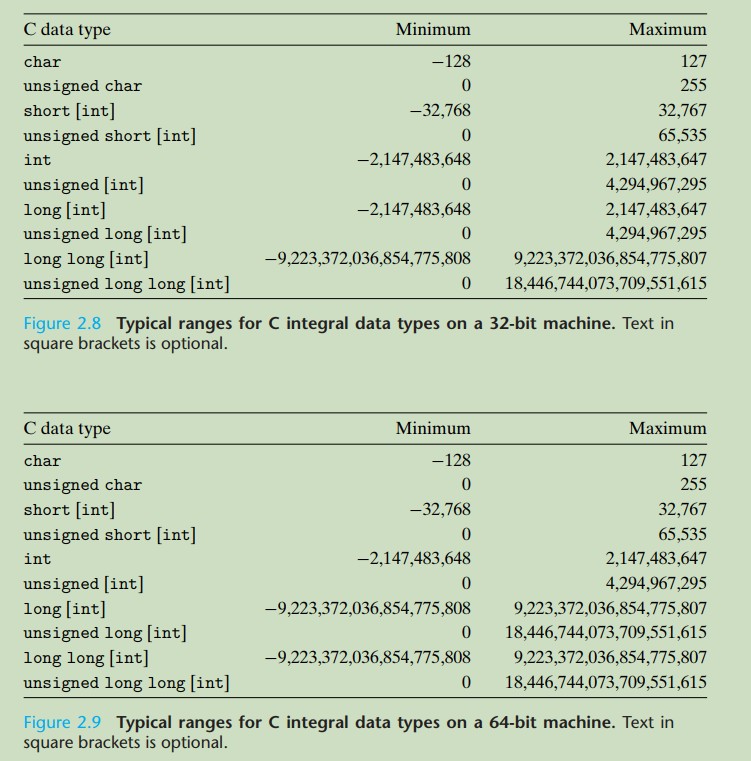 C data type Minimum Maximum
char −128 127
unsigned char 0 255
short [int] −32,768 32,767
unsigned short [int] 0 65,535
int −2,147,483,648 2,147,483,647
unsigned [int] 0 4,294,967,295
long [int] −2,147,483,648 2,147,483,647
unsigned long [int] 0 4,294,967,295
long long [int] −9,223,372,036,854,775,808 9,223,372,036,854,775,807
unsigned long long [int] 0 18,446,744,073,709,551,615
Figure 2.8 Typical ranges for C integral data types on a 32-bit machine. Text in
square brackets is optional.
C data type Minimum Maximum
char −128 127
unsigned char 0 255
short [int] −32,768 32,767
unsigned short [int] 0 65,535
int −2,147,483,648 2,147,483,647
unsigned [int] 0 4,294,967,295
long [int] −9,223,372,036,854,775,808 9,223,372,036,854,775,807
unsigned long [int] 0 18,446,744,073,709,551,615
long long [int] −9,223,372,036,854,775,808 9,223,372,036,854,775,807
unsigned long long [int] 0 18,446,744,073,709,551,615
Figure 2.9 Typical ranges for C integral data types on a 64-bit machine. Text in
square brackets is optional.